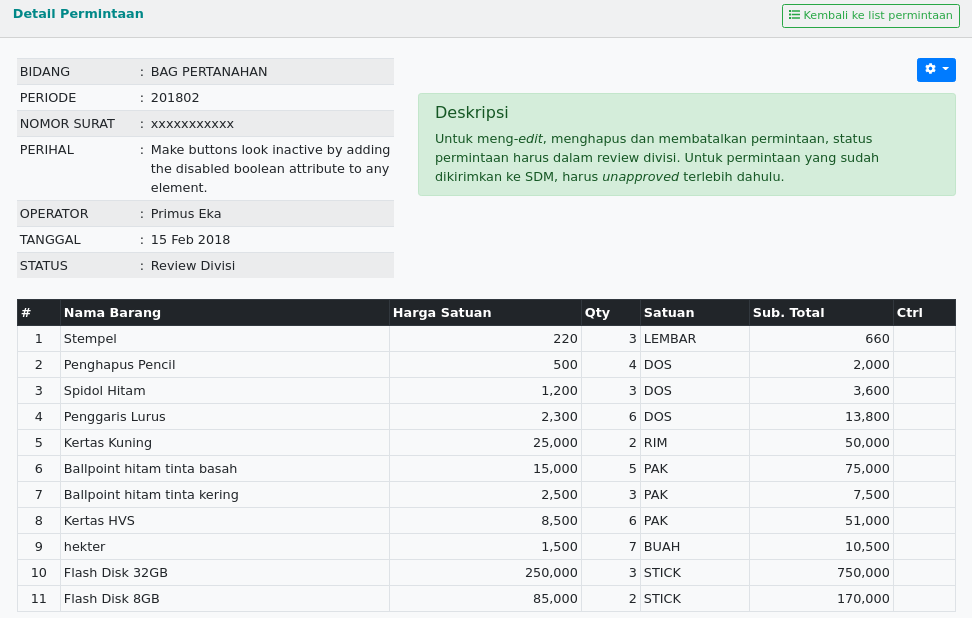 Detail Permintaan
Kembali ke list permintaan
BIDANG : BAG PERTANAHAN
PERIODE : 201802
NOMOR SURAT : xxxxxxxxxxx
PERIHAL : Make buttons look inactive by adding
the disabled boolean attribute to any
element.
OPERATOR : Primus Eka
TANGGAL : 15 Feb 2018
STATUS : Review Divisi
Deskripsi
Untuk meng-edit, menghapus dan membatalkan permintaan, status
permintaan harus dalam review divisi. Untuk permintaan yang sudah
dikirimkan ke SDM, harus unapproved terlebih dahulu.
# Nama Barang Harga Satuan Qty Satuan Sub. Total Ctrl
1 Stempel 220 3 LEMBAR 660
2 Penghapus Pencil 500 4 DOS 2,000
3 Spidol Hitam 1,200 3 DOS 3,600
4 Penggaris Lurus 2,300 6 DOS 13,800
5 Kertas Kuning 25,000 2 RIM 50,000
6 Ballpoint hitam tinta basah 15,000 5 PAK 75,000
7 Ballpoint hitam tinta kering 2,500 3 PAK 7,500
8 Kertas HVS 8,500 6 PAK 51,000
9 hekter 1,500 7 BUAH 10,500
10 Flash Disk 32GB 250,000 3 STICK 750,000
11 Flash Disk 8GB 85,000 2 STICK 170,000